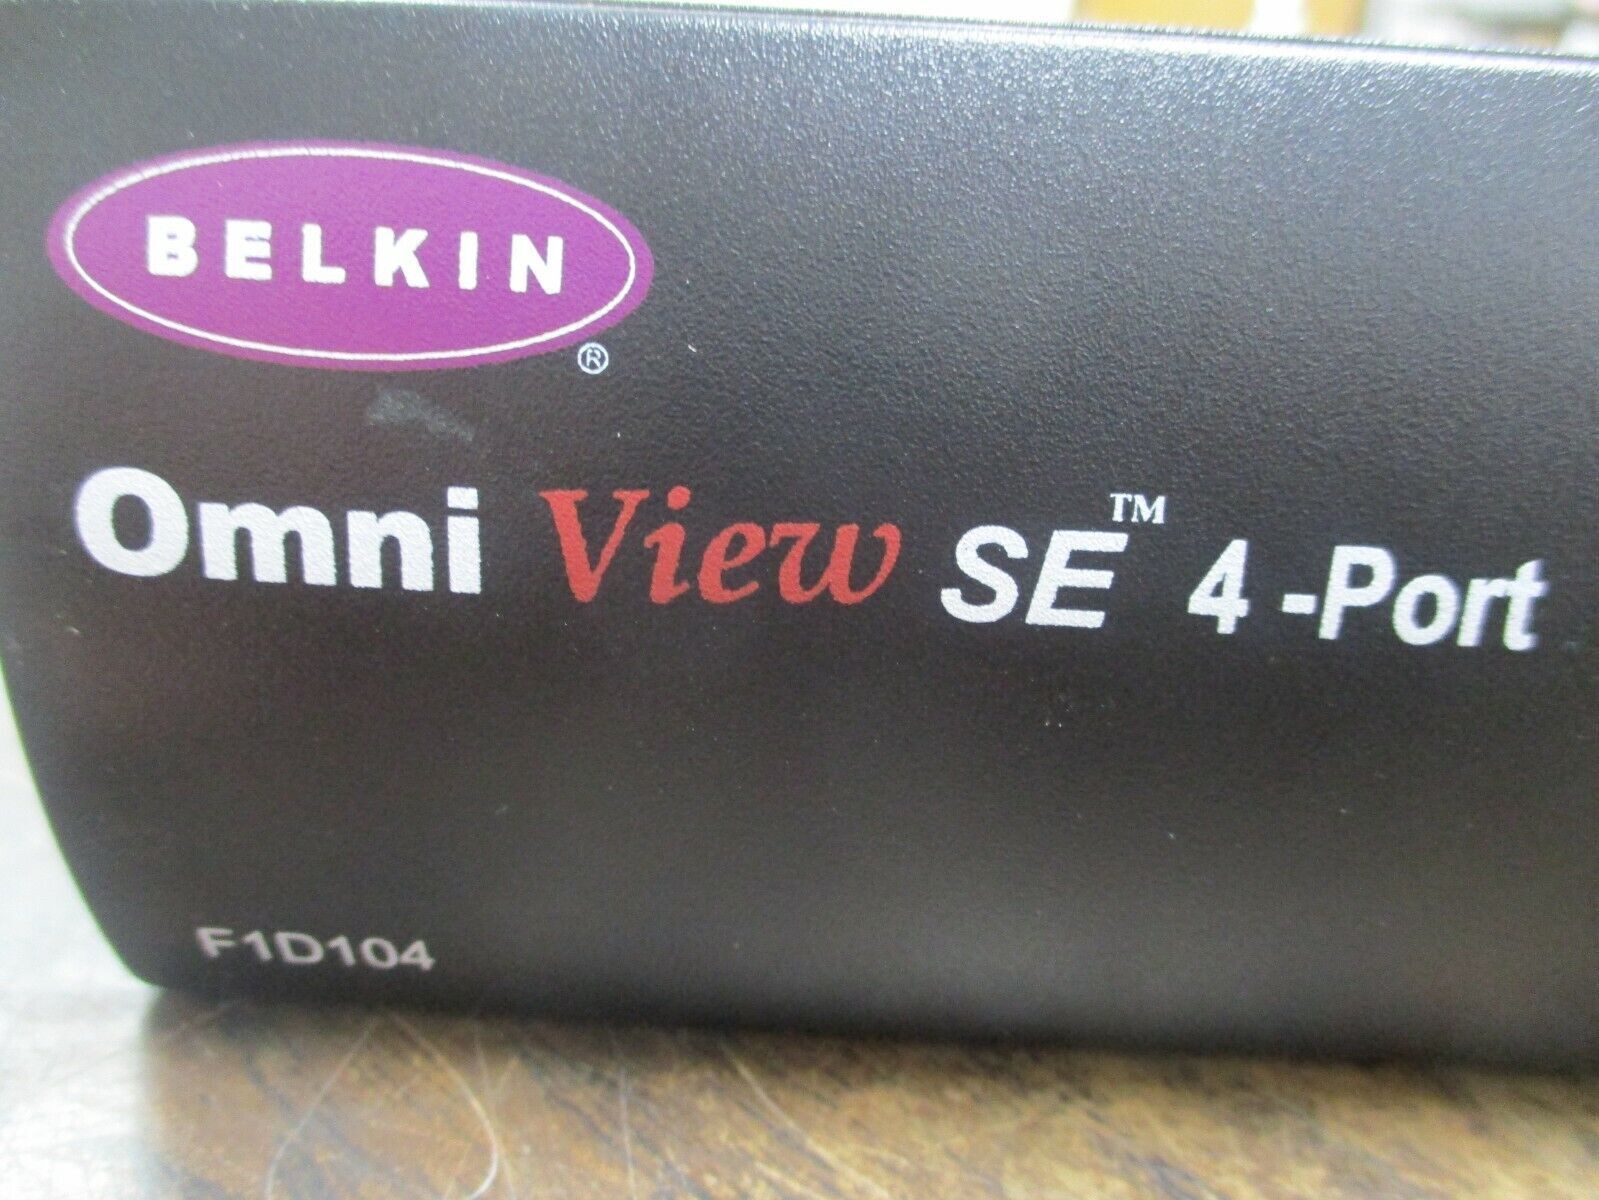 BELKIN
®
Omni View SE™ 4-Port
F1D104